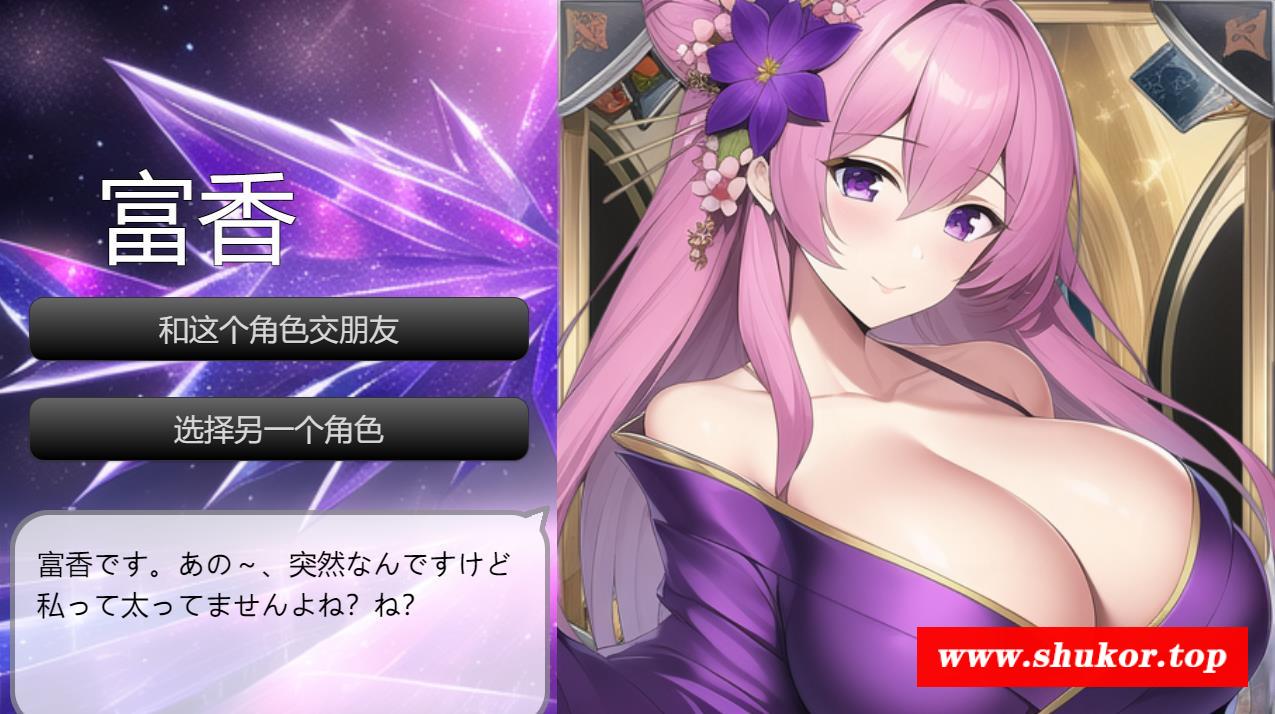 富香
和这个角色交朋友
选择另一个角色
富香です。あの～、突然なんですけど
私って太ってませんよね？ね？
www.shukor.top